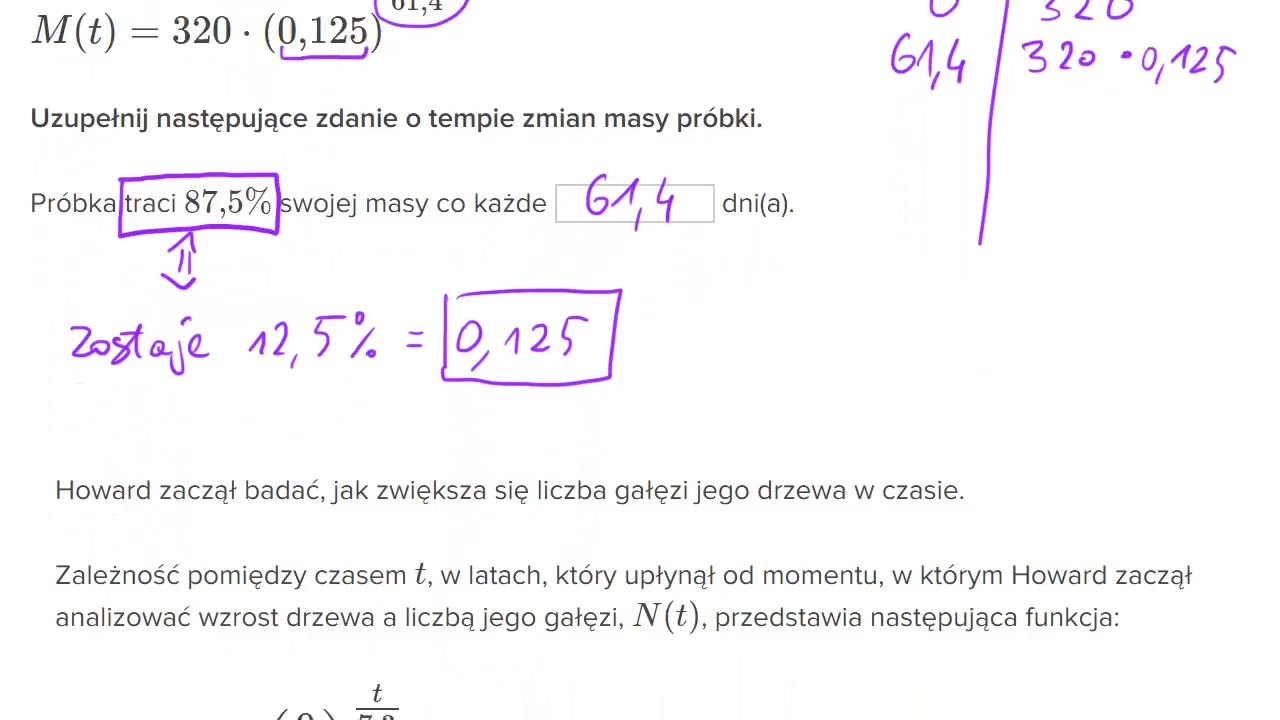 61,4
M(t) = 320 · (0,125)
0 320
61,4 320 · 0,125
Uzupełnij następujące zdanie o tempie zmian masy próbki.
Próbka traci 87,5% swojej masy co każde 61,4 dni(a).
zostaje 12,5% = 0,125
Howard zaczął badać, jak zwiększa się liczba gałęzi jego drzewa w czasie.
Zależność pomiędzy czasem t, w latach, który upłynął od momentu, w którym Howard zaczął
analizować wzrost drzewa a liczbą jego gałęzi, N(t), przedstawia następująca funkcja:
t